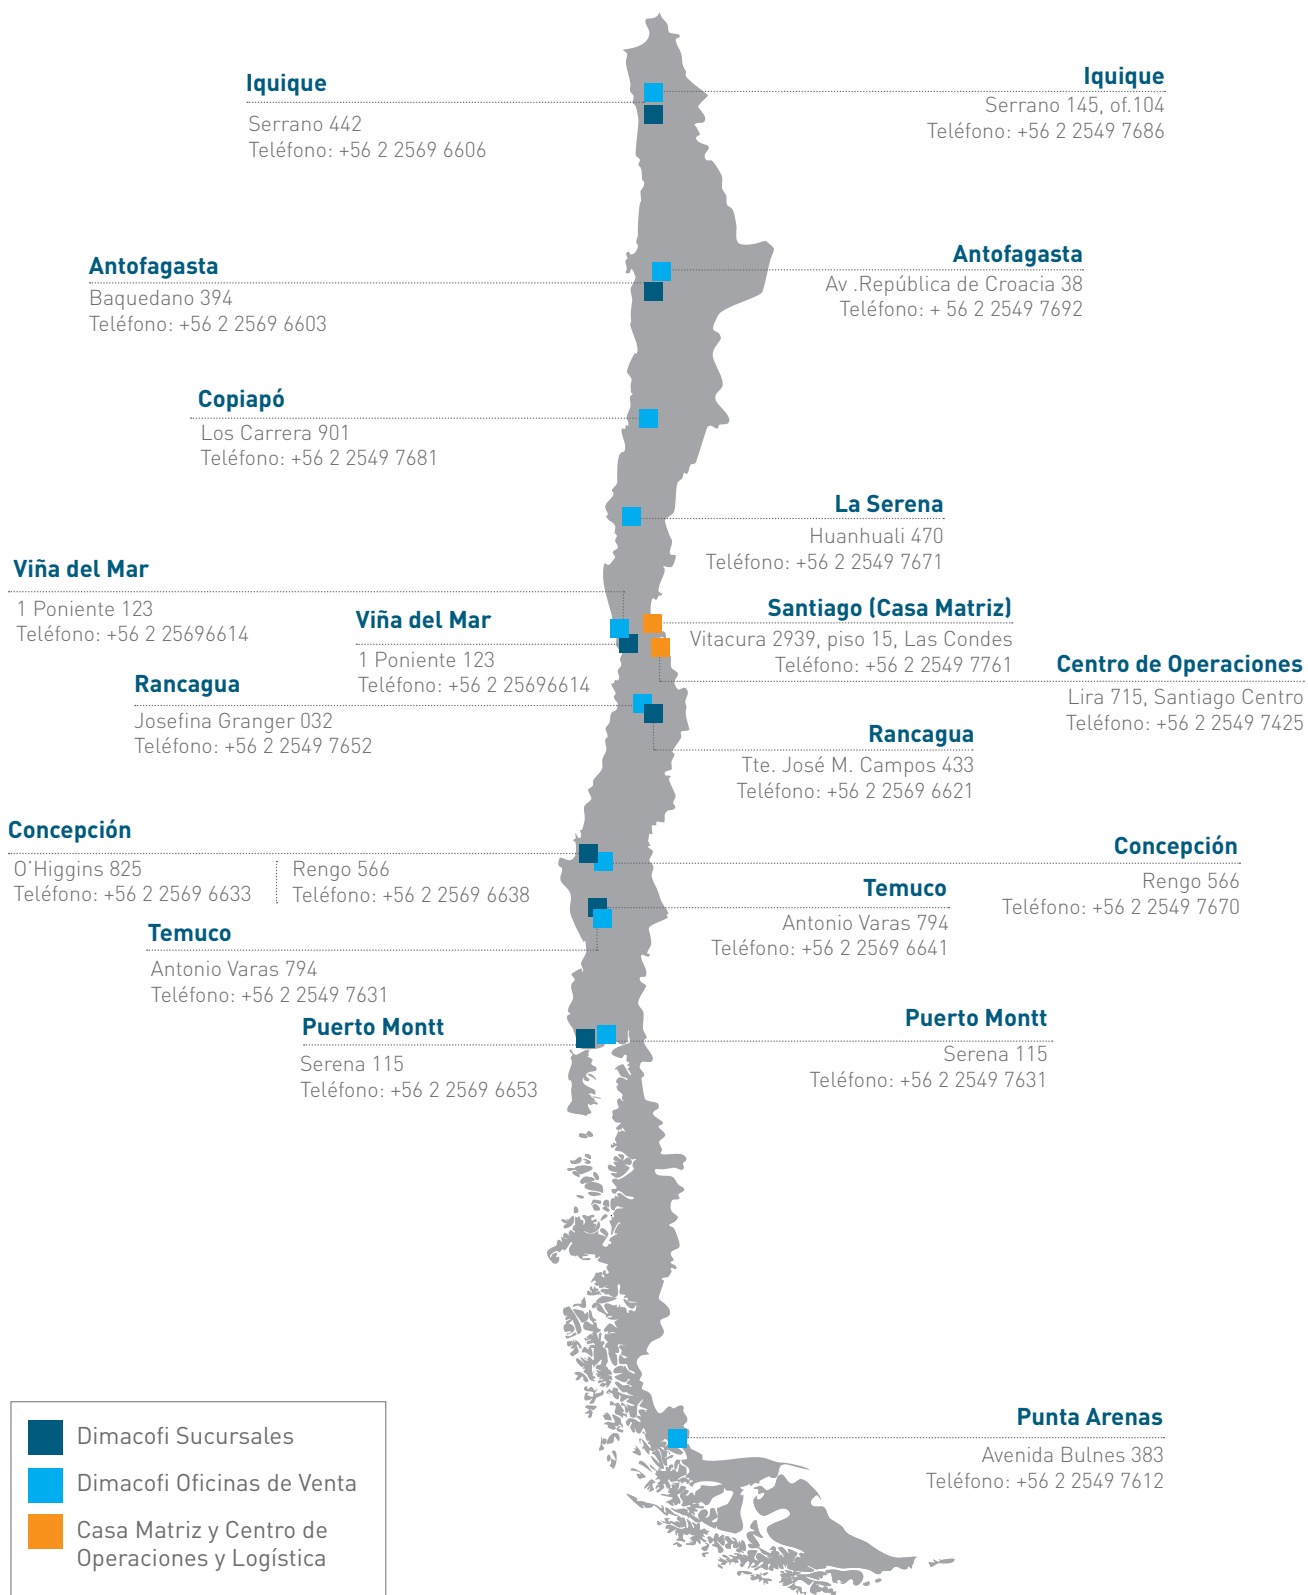 Iquique
Serrano 442
Teléfono: +56 2 2569 6606
Iquique
Serrano 145, of.104
Teléfono: +56 2 2549 7686
Antofagasta
Baquedano 394
Teléfono: +56 2 2569 6603
Antofagasta
Av .República de Croacia 38
Teléfono: + 56 2 2549 7692
Copiapó
Los Carrera 901
Teléfono: +56 2 2549 7681
La Serena
Huanhuali 470
Teléfono: +56 2 2549 7671
Viña del Mar
1 Poniente 123
Teléfono: +56 2 25696614
Viña del Mar
1 Poniente 123
Teléfono: +56 2 25696614
Santiago (Casa Matriz)
Vitacura 2939, piso 15, Las Condes
Teléfono: +56 2 2549 7761
Centro de Operaciones
Lira 715, Santiago Centro
Teléfono: +56 2 2549 7425
Rancagua
Josefina Granger 032
Teléfono: +56 2 2549 7652
Rancagua
Tte. José M. Campos 433
Teléfono: +56 2 2569 6621
Concepción
O'Higgins 825
Teléfono: +56 2 2569 6633
Rengo 566
Teléfono: +56 2 2569 6638
Concepción
Rengo 566
Teléfono: +56 2 2549 7670
Temuco
Antonio Varas 794
Teléfono: +56 2 2569 6641
Temuco
Antonio Varas 794
Teléfono: +56 2 2549 7631
Puerto Montt
Serena 115
Teléfono: +56 2 2569 6653
Puerto Montt
Serena 115
Teléfono: +56 2 2549 7631
Punta Arenas
Avenida Bulnes 383
Teléfono: +56 2 2549 7612
Dimacofi Sucursales
Dimacofi Oficinas de Venta
Casa Matriz y Centro de
Operaciones y Logística